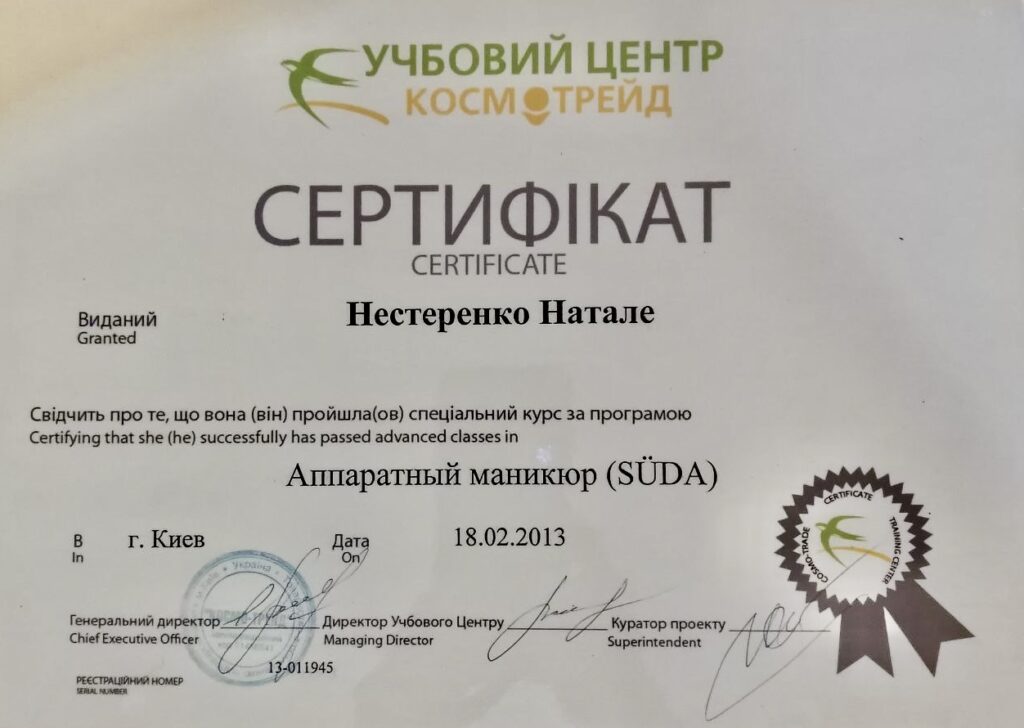 УЧБОВИЙ ЦЕНТР
КОСМОТРЕЙД
СЕРТИФІКАТ
CERTIFICATE
Виданий
Granted
Нестеренко Натале
Свідчить про те, що вона (він) пройшла(ов) спеціальний курс за програмою
Certifying that she (he) successfully has passed advanced classes in
Аппаратный маникюр (SÜDA)
В
In
г. Киев
Дата
On
18.02.2013
CERTIFICATE
COSMO-TRADE
TRAINING CENTER
Україна
Генеральний директор
Chief Executive Officer
Директор Учбового Центру
Managing Director
Куратор проекту
Superintendent
13-011945
РЕЄСТРАЦІЙНИЙ НОМЕР
SERIAL NUMBER